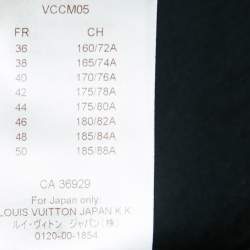 VCCM05
FR CH
36 160/72A
38 165/74A
40 170/76A
42 175/78A
44 175/80A
46 180/82A
48 185/84A
50 185/88A
CA 36929
For Japan only:
LOUIS VUITTON JAPAN K.K.
ルイ・ヴィトン ジャパン(株)
0120-00-1854